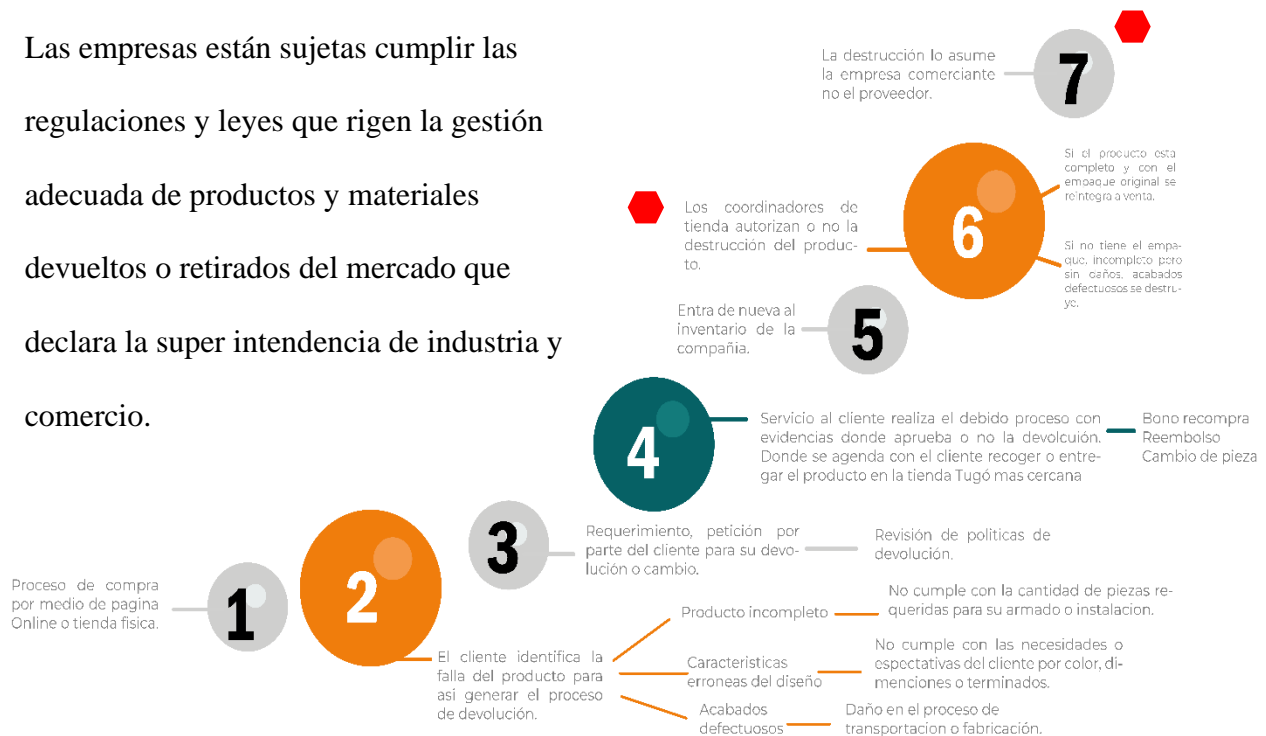 Las empresas están sujetas cumplir las
regulaciones y leyes que rigen la gestión
adecuada de productos y materiales
devueltos o retirados del mercado que
declara la super intendencia de industria y
comercio.
La destrucción lo asume
la empresa comerciante
no el proveedor.
7
Si el producto esta
completo y con el
empaque original se
reintegra a venta.
Los coordinadores de
tienda autorizan o no la
destrucción del produc-
to.
6
Si no tiene el empa-
que, incompleto pero
sin daños, acabados
defectuosos se destru-
ye.
Entra de nueva al
inventario de la
compañia.
5
4
Servicio al cliente realiza el debido proceso con
evidencias donde aprueba o no la devolcuión.
Donde se agenda con el cliente recoger o entre-
gar el producto en la tienda Tugó mas cercana
Bono recompra
Reembolso
Cambio de pieza
3
Requerimiento, petición por
parte del cliente para su devo-
lución o cambio.
Revisión de politicas de
devolución.
Proceso de compra
por medio de pagina
Online o tienda fisica.
1
2
El cliente identifica la
falla del producto para
asi generar el proceso
de devolución.
Producto incompleto
No cumple con la cantidad de piezas re-
queridas para su armado o instalacion.
Caracteristicas
erroneas del diseño
No cumple con las necesidades o
espectativas del cliente por color, di-
menciones o terminados.
Acabados
defectuosos
Daño en el proceso de
transportacion o fabricación.